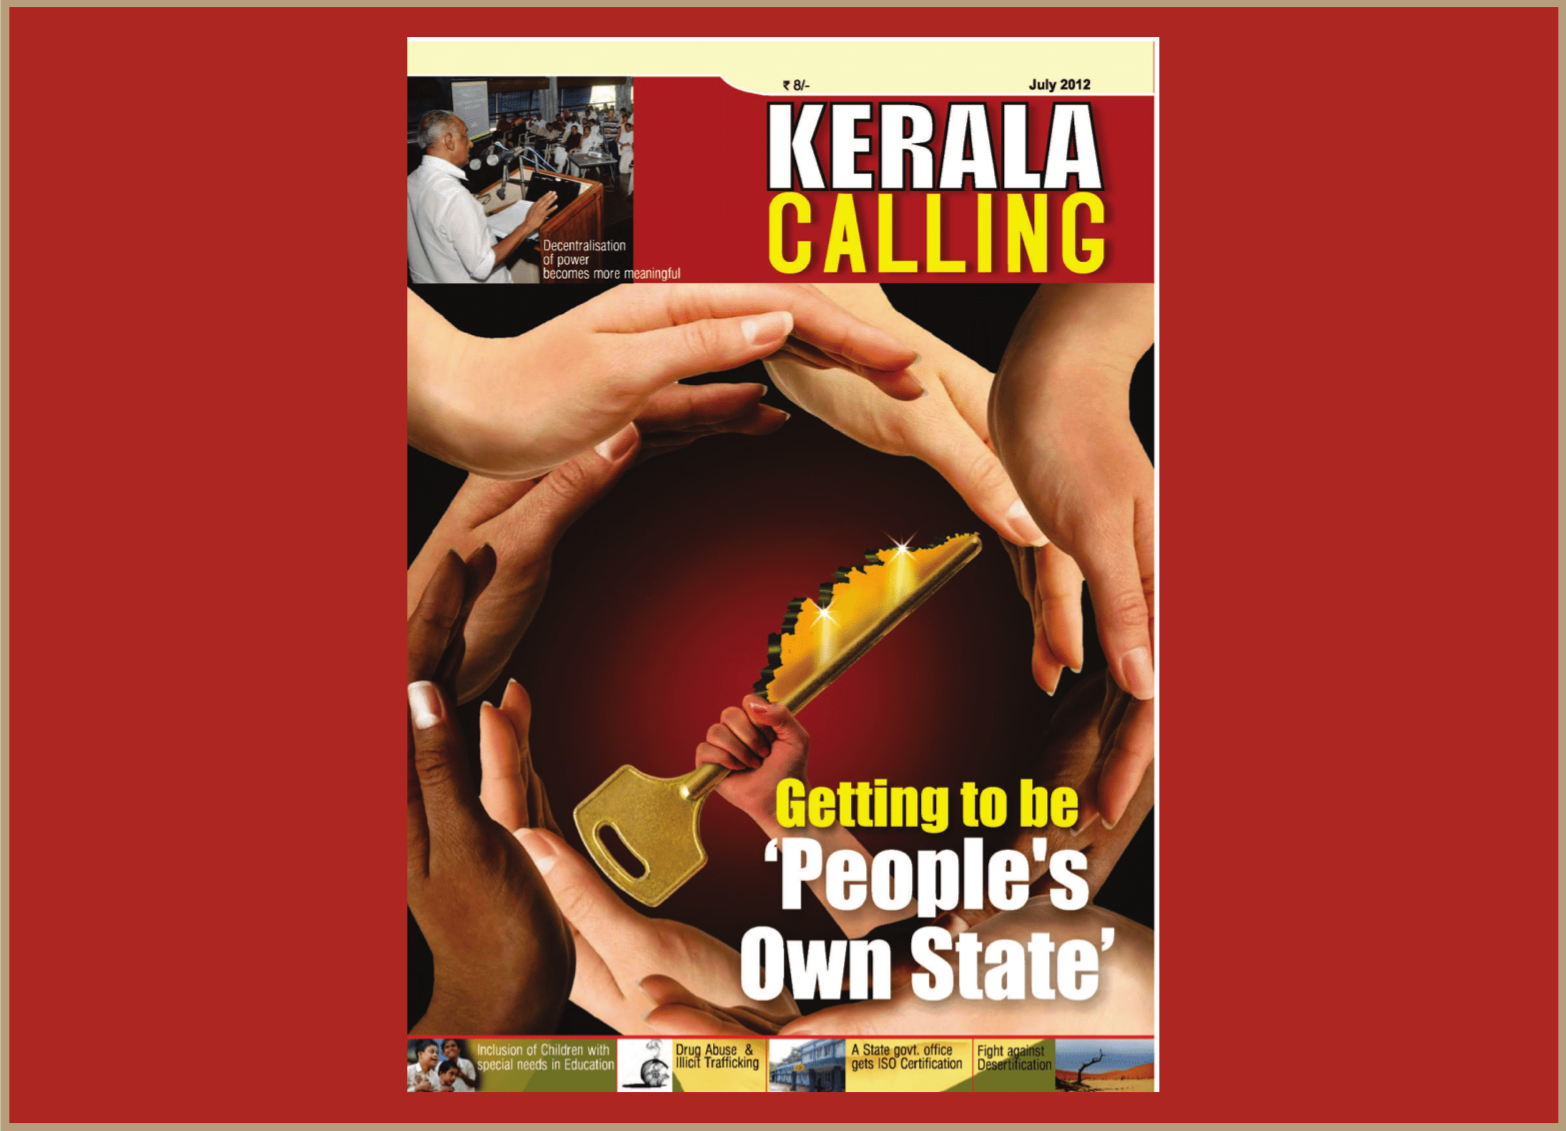 ₹ 8/-
July 2012
KERALA
CALLING
Decentralisation
of power
becomes more meaningful
Getting to be
‘People's
Own State’
Inclusion of Children with
special needs in Education
Drug Abuse &
Illicit Trafficking
A State govt. office
gets ISO Certification
Fight against
Desertification